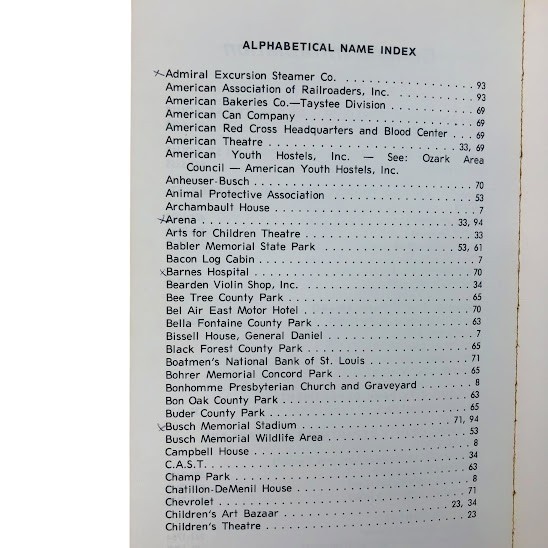 ALPHABETICAL NAME INDEX
Admiral Excursion Steamer Co. . . . . . . . . . . . . . . . . . . . 93
American Association of Railroaders, Inc. . . . . . . . . . . . . 93
American Bakeries Co.—Taystee Division . . . . . . . . . . . . . 69
American Can Company . . . . . . . . . . . . . . . . . . . . . . . . . 69
American Red Cross Headquarters and Blood Center . . . 69
American Theatre . . . . . . . . . . . . . . . . . . . . . . . . . . . 33, 69
American Youth Hostels, Inc. — See: Ozark Area
Council — American Youth Hostels, Inc.
Anheuser-Busch . . . . . . . . . . . . . . . . . . . . . . . . . . . . . . . 70
Animal Protective Association . . . . . . . . . . . . . . . . . . . . 53
Archambault House . . . . . . . . . . . . . . . . . . . . . . . . . . . . . 7
Arena . . . . . . . . . . . . . . . . . . . . . . . . . . . . . . . . . . . . 33, 94
Arts for Children Theatre . . . . . . . . . . . . . . . . . . . . . . . . 33
Babler Memorial State Park . . . . . . . . . . . . . . . . . . . 53, 61
Bacon Log Cabin . . . . . . . . . . . . . . . . . . . . . . . . . . . . . . . 7
Barnes Hospital . . . . . . . . . . . . . . . . . . . . . . . . . . . . . . . 70
Bearden Violin Shop, Inc. . . . . . . . . . . . . . . . . . . . . . . . 34
Bee Tree County Park . . . . . . . . . . . . . . . . . . . . . . . . . . 65
Bel Air East Motor Hotel . . . . . . . . . . . . . . . . . . . . . . . . 70
Bella Fontaine County Park . . . . . . . . . . . . . . . . . . . . . . 63
Bissell House, General Daniel . . . . . . . . . . . . . . . . . . . . . 7
Black Forest County Park . . . . . . . . . . . . . . . . . . . . . . . . 65
Boatmen's National Bank of St. Louis . . . . . . . . . . . . . . 71
Bohrer Memorial Concord Park . . . . . . . . . . . . . . . . . . . 65
Bonhomme Presbyterian Church and Graveyard . . . . . . . 8
Bon Oak County Park . . . . . . . . . . . . . . . . . . . . . . . . . . . 63
Buder County Park . . . . . . . . . . . . . . . . . . . . . . . . . . . . . 65
Busch Memorial Stadium . . . . . . . . . . . . . . . . . . . . . 71, 94
Busch Memorial Wildlife Area . . . . . . . . . . . . . . . . . . . . 53
Campbell House . . . . . . . . . . . . . . . . . . . . . . . . . . . . . . . . 8
C.A.S.T. . . . . . . . . . . . . . . . . . . . . . . . . . . . . . . . . . . . . . 34
Champ Park . . . . . . . . . . . . . . . . . . . . . . . . . . . . . . . . . . 63
Chatillon-DeMenil House . . . . . . . . . . . . . . . . . . . . . . . . . 8
Chevrolet . . . . . . . . . . . . . . . . . . . . . . . . . . . . . . . . . . . . 71
Children's Art Bazaar . . . . . . . . . . . . . . . . . . . . . . . . 23, 34
Children's Theatre . . . . . . . . . . . . . . . . . . . . . . . . . . . . . 23